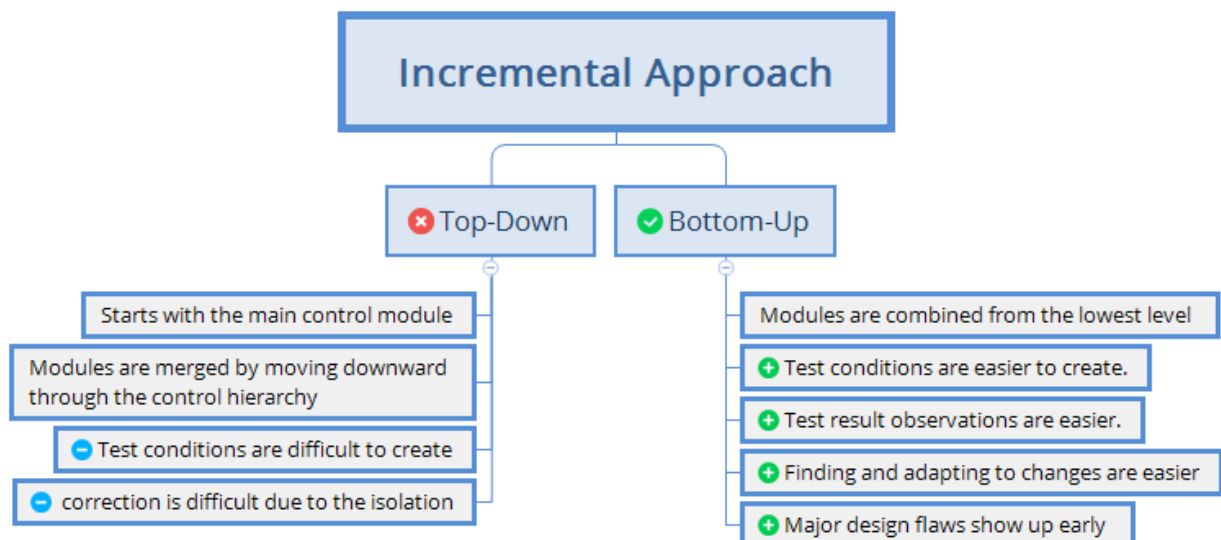 Incremental Approach
Top-Down
Bottom-Up
Starts with the main control module
Modules are merged by moving downward
through the control hierarchy
Test conditions are difficult to create
correction is difficult due to the isolation
Modules are combined from the lowest level
Test conditions are easier to create.
Test result observations are easier.
Finding and adapting to changes are easier
Major design flaws show up early